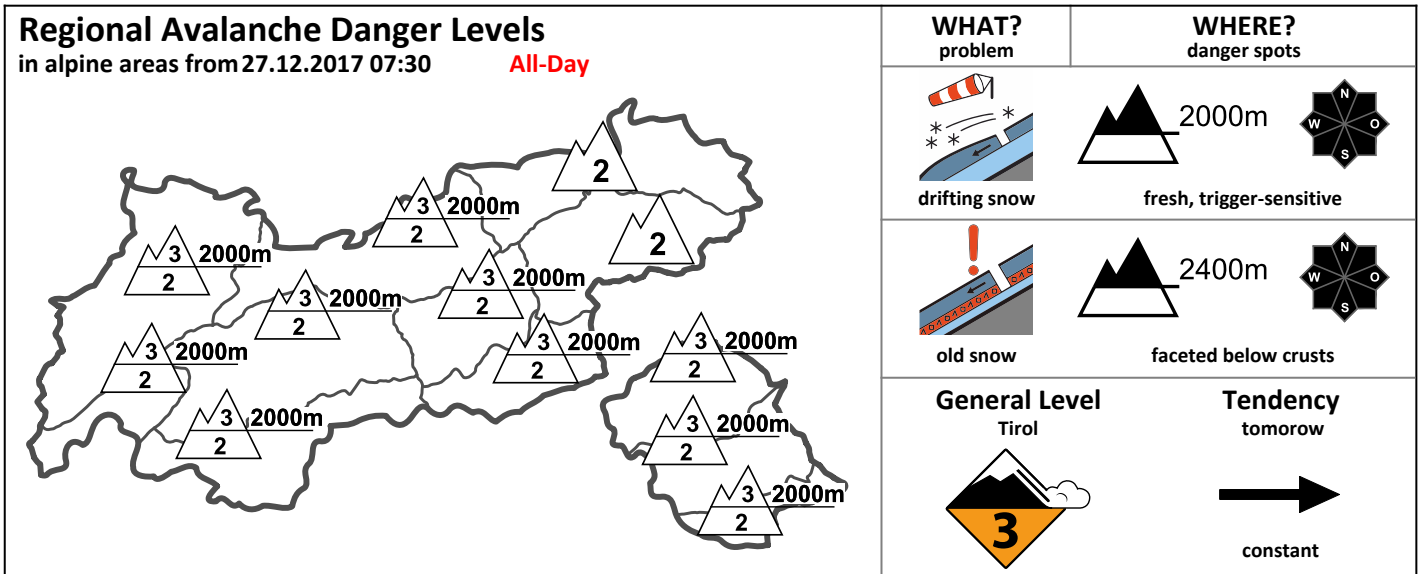 Regional Avalanche Danger Levels
in alpine areas from 27.12.2017 07:30 All-Day
2
3 2000m
2
2
3 2000m
2
3 2000m
2
3 2000m
2
3 2000m
2
3 2000m
2
3 2000m
2
3 2000m
2
3 2000m
2
3 2000m
2
WHAT?
problem
WHERE?
danger spots
2000m
N
W O
S
drifting snow
fresh, trigger-sensitive
!
2400m
N
W O
S
old snow
faceted below crusts
General Level
Tirol
3
Tendency
tomorow
constant